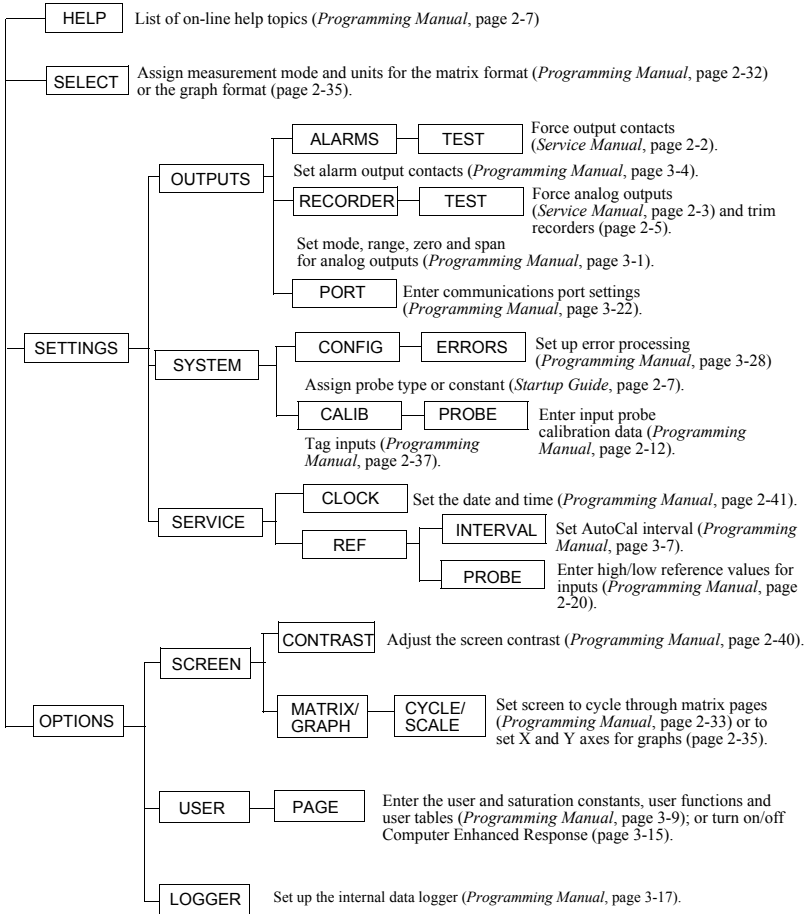 HELP
List of on-line help topics (Programming Manual, page 2-7)
SELECT
Assign measurement mode and units for the matrix format (Programming Manual, page 2-32)
or the graph format (page 2-35).
SETTINGS
OUTPUTS
ALARMS
TEST
Force output contacts
(Service Manual, page 2-2).
Set alarm output contacts (Programming Manual, page 3-4).
RECORDER
TEST
Force analog outputs
(Service Manual, page 2-3) and trim
recorders (page 2-5).
Set mode, range, zero and span
for analog outputs (Programming Manual, page 3-1).
PORT
Enter communications port settings
(Programming Manual, page 3-22).
SYSTEM
CONFIG
ERRORS
Set up error processing
(Programming Manual, page 3-28)
Assign probe type or constant (Startup Guide, page 2-7).
CALIB
PROBE
Enter input probe
calibration data (Programming
Manual, page 2-12).
Tag inputs (Programming
Manual, page 2-37).
SERVICE
CLOCK
Set the date and time (Programming Manual, page 2-41).
REF
INTERVAL
Set AutoCal interval (Programming
Manual, page 3-7).
PROBE
Enter high/low reference values for
inputs (Programming Manual, page
2-20).
OPTIONS
SCREEN
CONTRAST
Adjust the screen contrast (Programming Manual, page 2-40).
MATRIX/
GRAPH
CYCLE/
SCALE
Set screen to cycle through matrix pages
(Programming Manual, page 2-33) or to
set X and Y axes for graphs (page 2-35).
USER
PAGE
Enter the user and saturation constants, user functions and
user tables (Programming Manual, page 3-9); or turn on/off
Computer Enhanced Response (page 3-15).
LOGGER
Set up the internal data logger (Programming Manual, page 3-17).